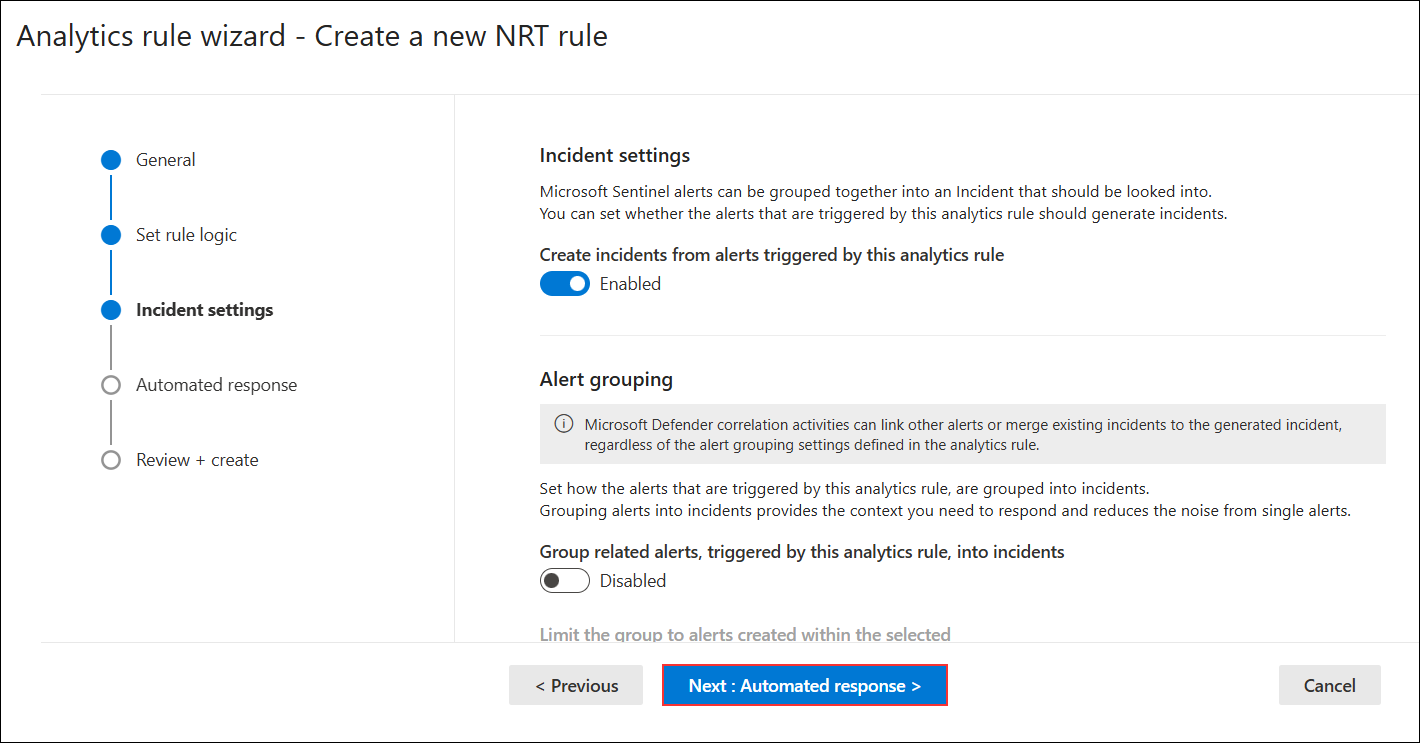 Analytics rule wizard - Create a new NRT rule
General
Set rule logic
Incident settings
Automated response
Review + create
Incident settings
Microsoft Sentinel alerts can be grouped together into an Incident that should be looked into.
You can set whether the alerts that are triggered by this analytics rule should generate incidents.
Create incidents from alerts triggered by this analytics rule
Enabled
Alert grouping
Microsoft Defender correlation activities can link other alerts or merge existing incidents to the generated incident,
regardless of the alert grouping settings defined in the analytics rule.
Set how the alerts that are triggered by this analytics rule, are grouped into incidents.
Grouping alerts into incidents provides the context you need to respond and reduces the noise from single alerts.
Group related alerts, triggered by this analytics rule, into incidents
Disabled
Limit the group to alerts created within the selected
< Previous
Next : Automated response >
Cancel